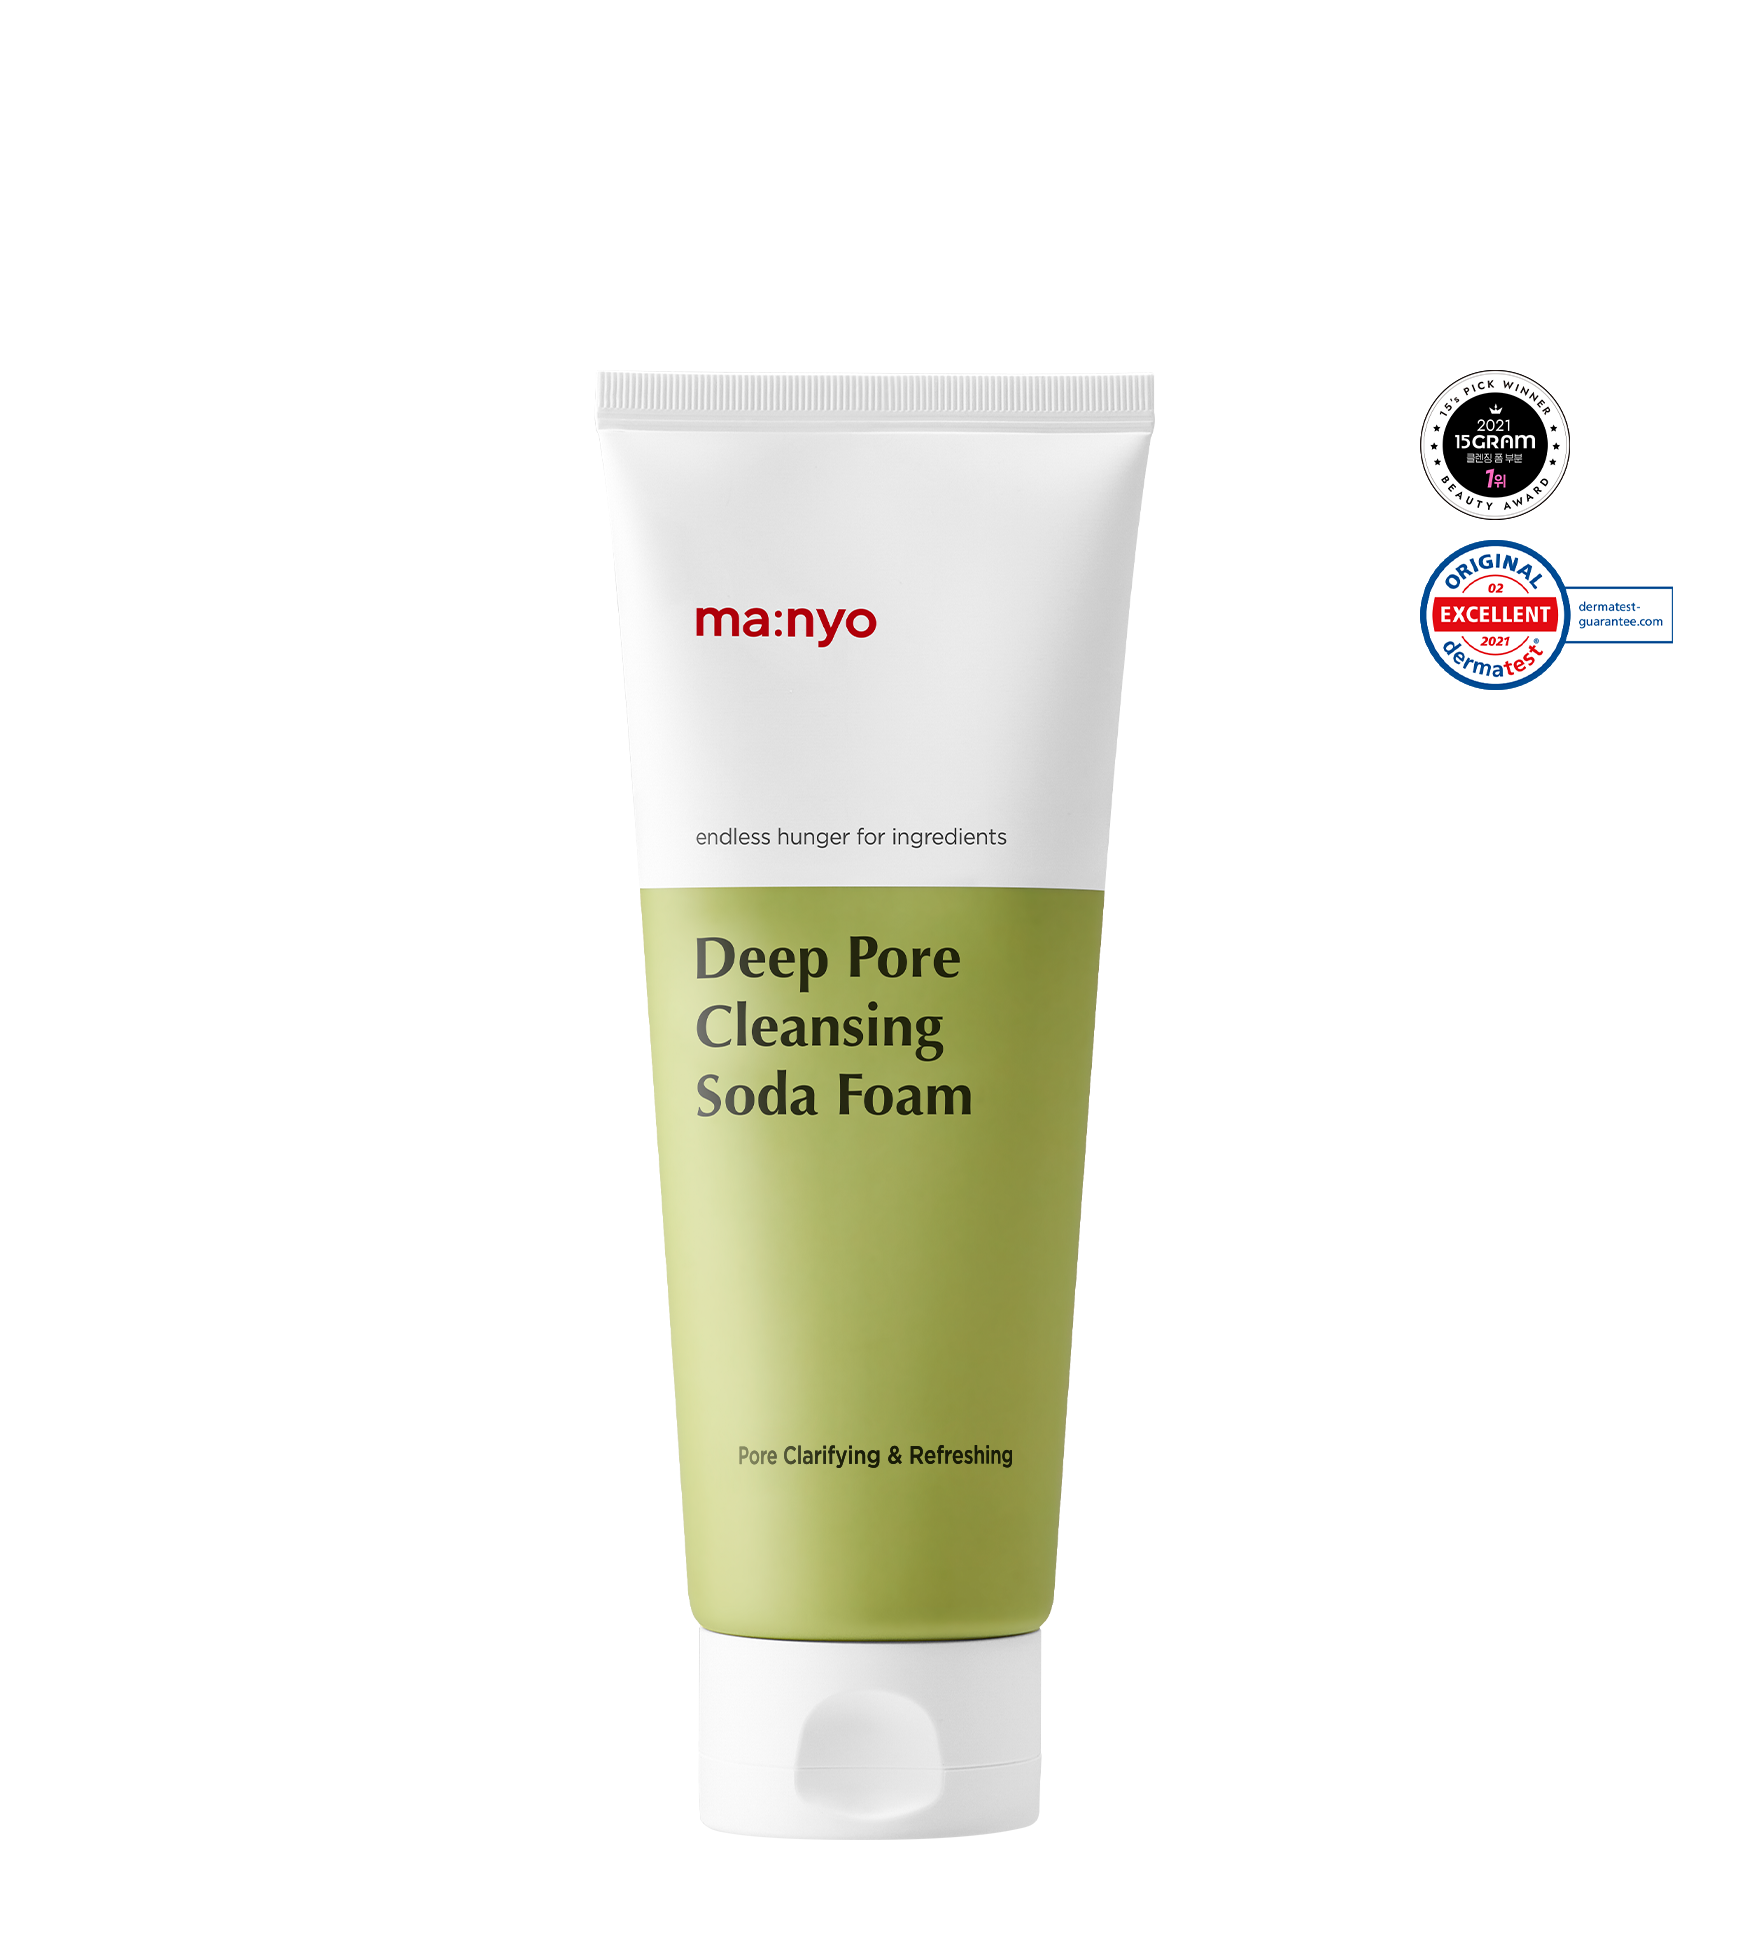 ma:nyo
endless hunger for ingredients
Deep Pore
Cleansing
Soda Foam
Pore Clarifying & Refreshing
15's PICK WINNER
2021
15GRAM
클렌징 폼 부분
1위
BEAUTY AWARD
ORIGINAL
02
EXCELLENT
2021
dermatest®
dermatest-
guarantee.com